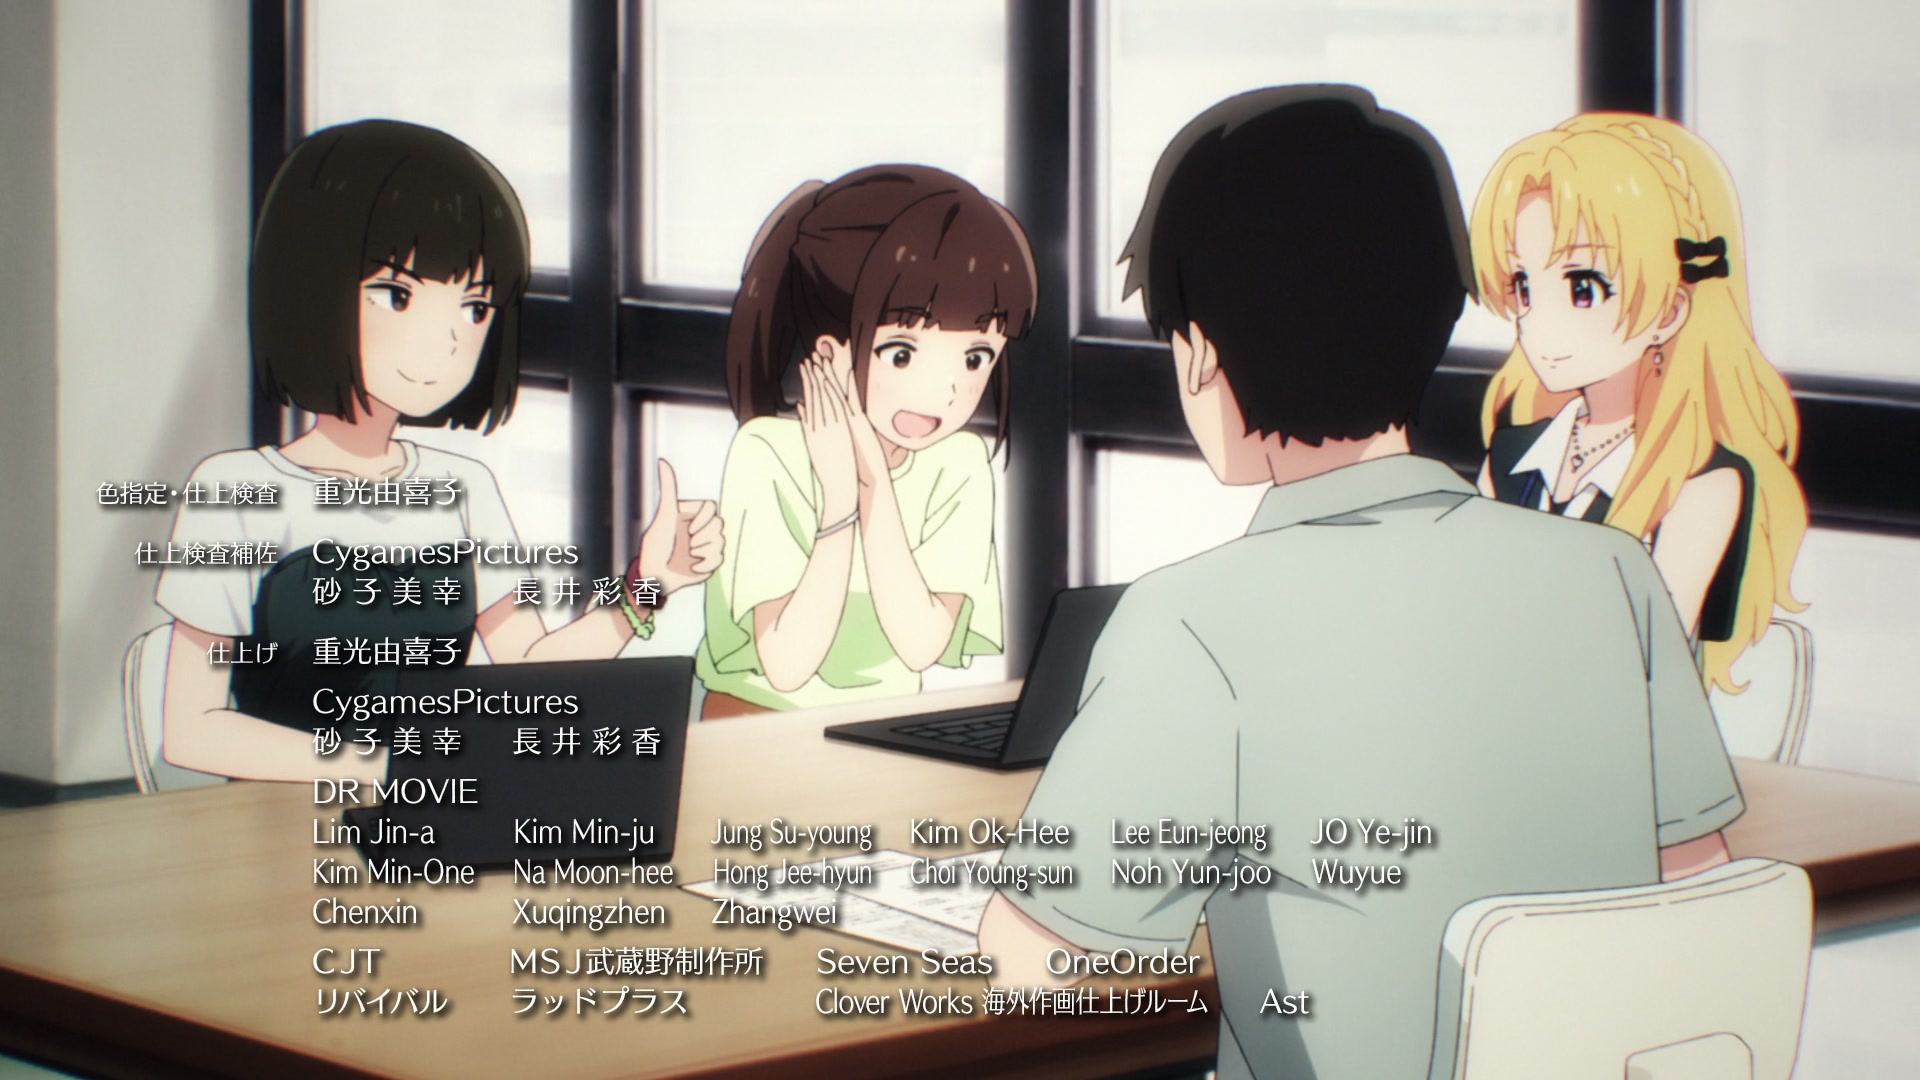 色指定・仕上検査 重光由喜子
仕上検査補佐 CygamesPictures
砂子美幸 長井彩香
仕上げ 重光由喜子
CygamesPictures
砂子美幸 長井彩香
DR MOVIE
Lim Jin-a Kim Min-ju Jung Su-young Kim Ok-Hee Lee Eun-jeong JO Ye-jin
Kim Min-One Na Moon-hee Hong Jee-hyun Choi Young-sun Noh Yun-joo Wuyue
Chenxin Xuqingzhen Zhangwei
CJT MSJ武蔵野制作所 Seven Seas OneOrder
リバイバル ラッドプラス Clover Works 海外作画仕上げルーム Ast